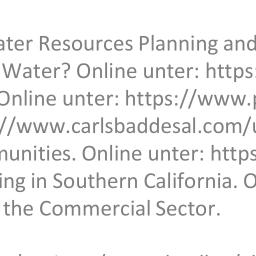 ater Resources Planning and
Water? Online unter: https:
Online unter: https://www.p
//www.carlsbaddesal.com/u
munities. Online unter: https
ing in Southern California. O
the Commercial Sector.